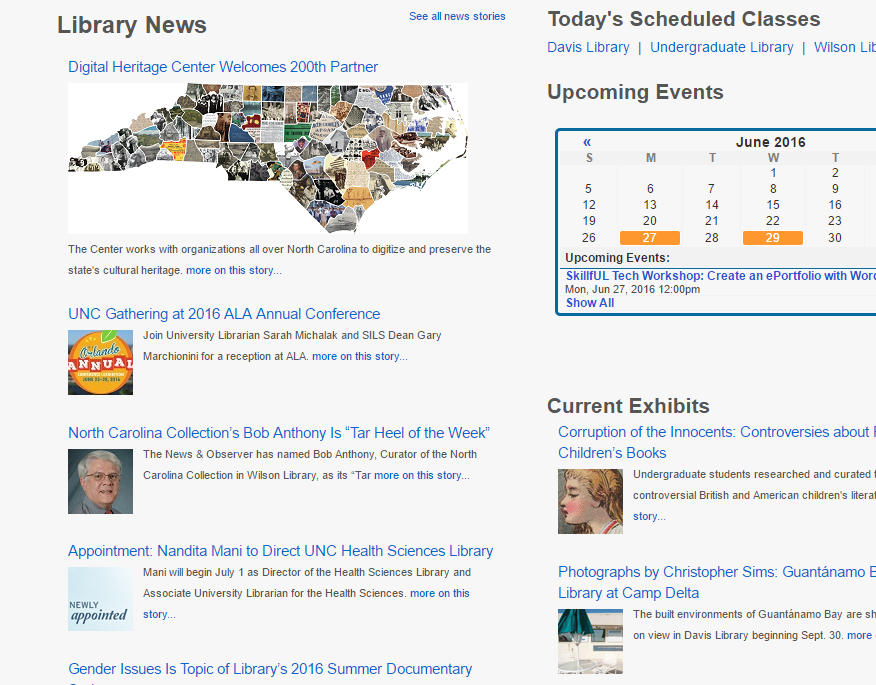 Library News
See all news stories
Digital Heritage Center Welcomes 200th Partner
The Center works with organizations all over North Carolina to digitize and preserve the
state's cultural heritage. more on this story...
UNC Gathering at 2016 ALA Annual Conference
Orlando
ANNUAL
JUNE 23-28, 2016
Join University Librarian Sarah Michalak and SILS Dean Gary
Marchionini for a reception at ALA. more on this story...
North Carolina Collection’s Bob Anthony Is “Tar Heel of the Week”
The News & Observer has named Bob Anthony, Curator of the North
Carolina Collection in Wilson Library, as its “Tar more on this story...
Appointment: Nandita Mani to Direct UNC Health Sciences Library
NEWLY
appointed
Mani will begin July 1 as Director of the Health Sciences Library and
Associate University Librarian for the Health Sciences. more on this
story...
Gender Issues Is Topic of Library’s 2016 Summer Documentary
Today's Scheduled Classes
Davis Library | Undergraduate Library | Wilson Lib
Upcoming Events
« June 2016
S M T W T
1 2
5 6 7 8 9
12 13 14 15 16
19 20 21 22 23
26 27 28 29 30
Upcoming Events:
SkillfUL Tech Workshop: Create an ePortfolio with Word
Mon, Jun 27, 2016 12:00pm
Show All
Current Exhibits
Corruption of the Innocents: Controversies about
Children’s Books
Undergraduate students researched and curated
controversial British and American children's literat
story...
Photographs by Christopher Sims: Guantánamo B
Library at Camp Delta
The built environments of Guantánamo Bay are sh
on view in Davis Library beginning Sept. 30. more